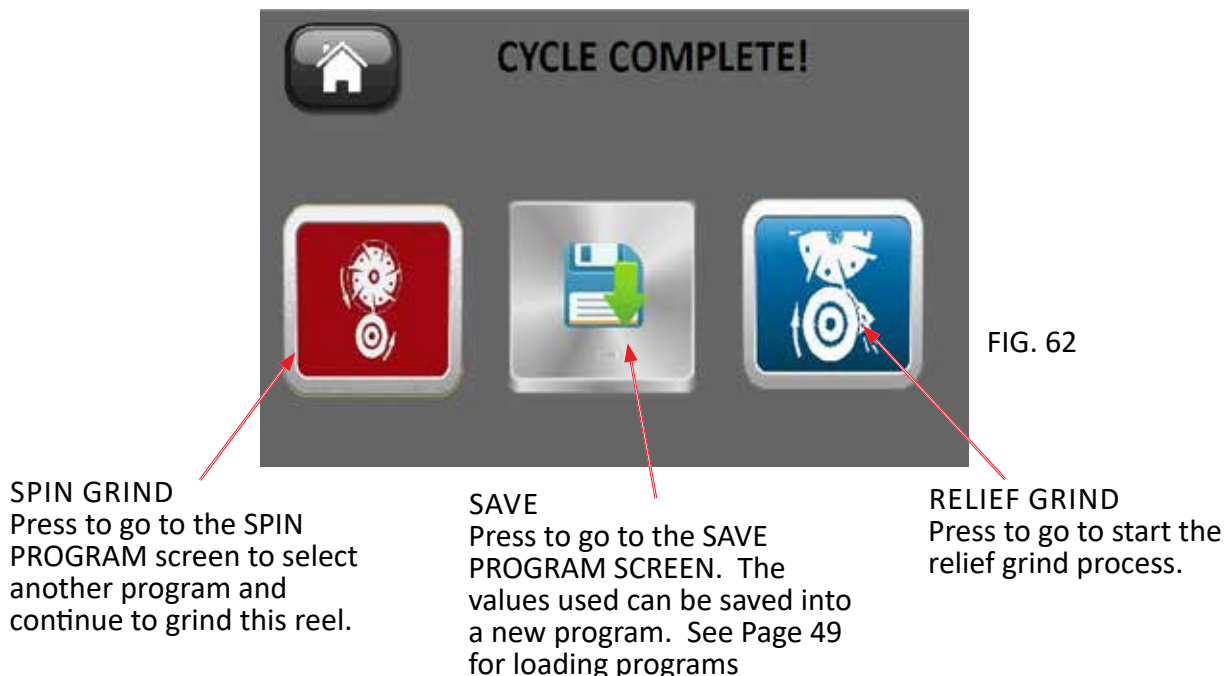 CYCLE COMPLETE!
FIG. 62
SPIN GRIND
Press to go to the SPIN
PROGRAM screen to select
another program and
continue to grind this reel.
SAVE
Press to go to the SAVE
PROGRAM SCREEN.  The
values used can be saved into
a new program.  See Page 49
for loading programs
RELIEF GRIND
Press to go to start the
relief grind process.